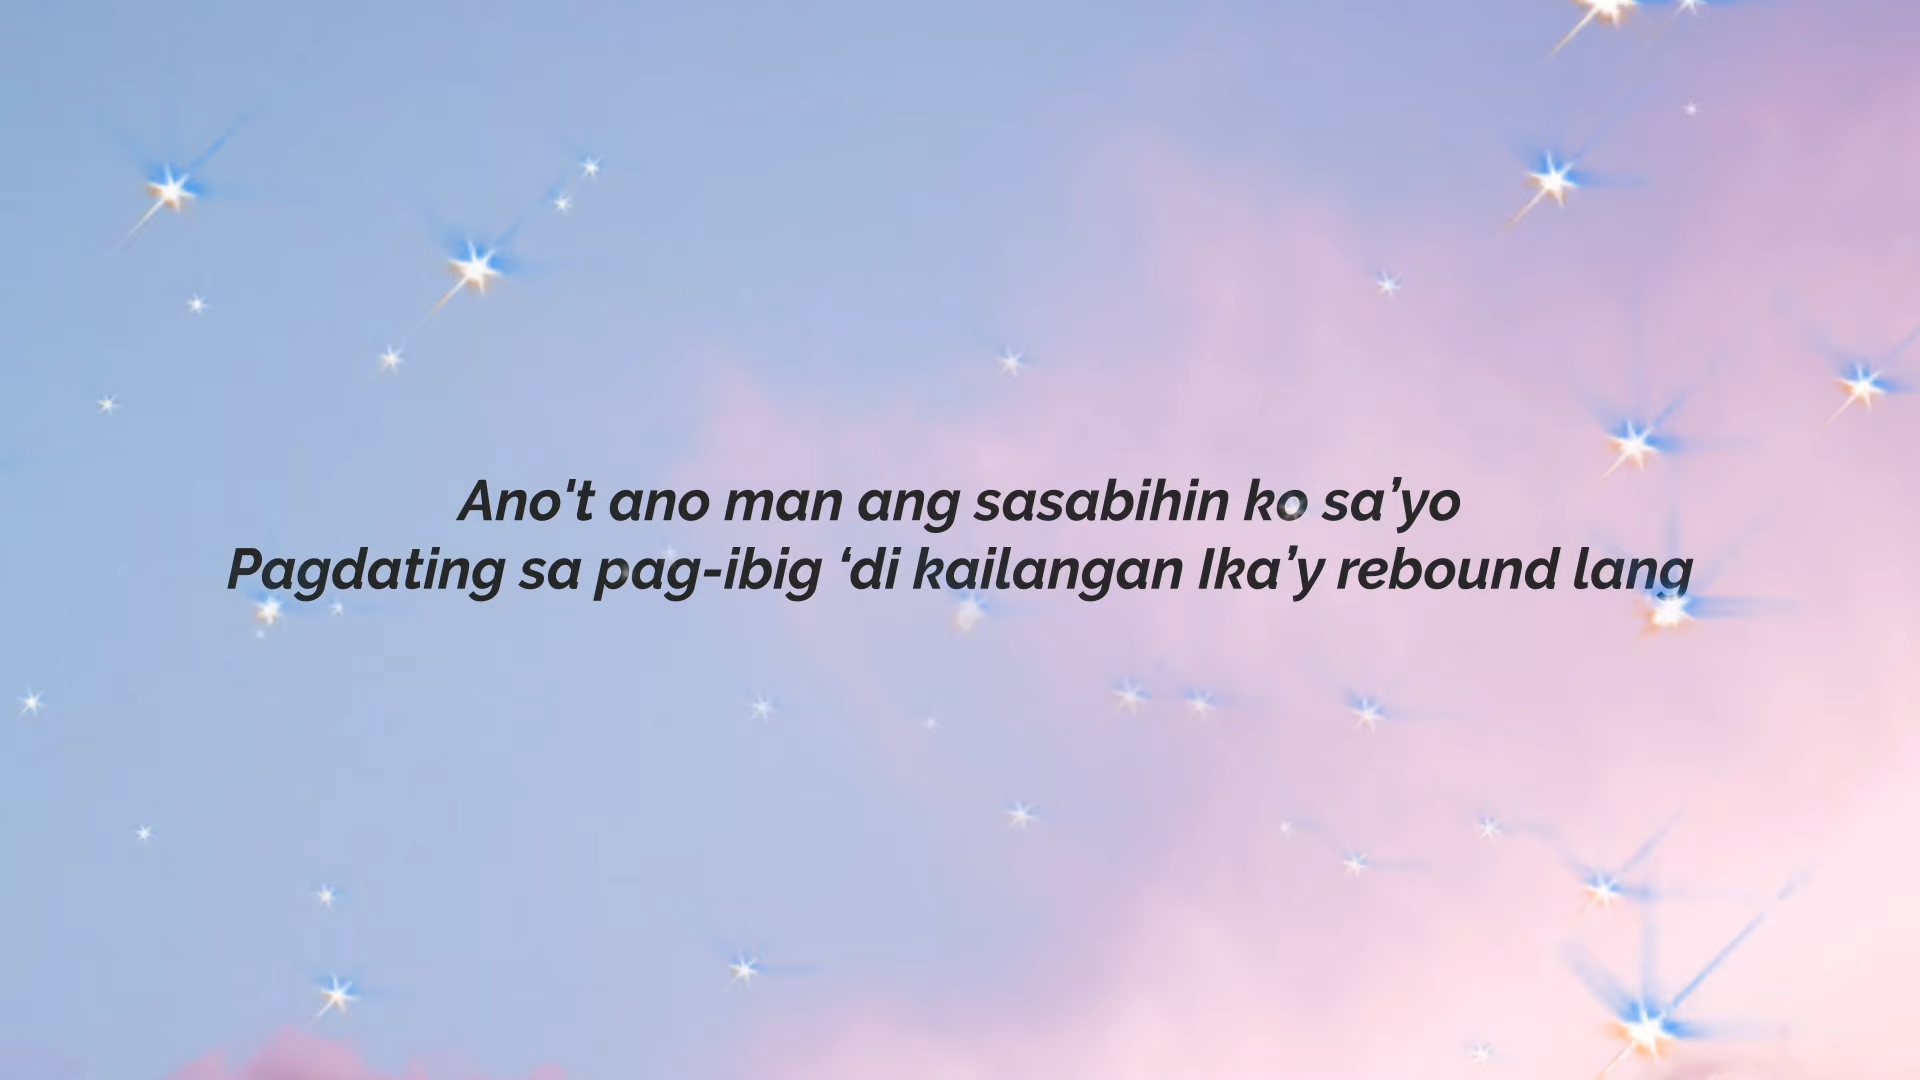 Ano't ano man ang sasabihin ko sa’yo
Pagdating sa pag-ibig ‘di kailangan Ika’y rebound lang